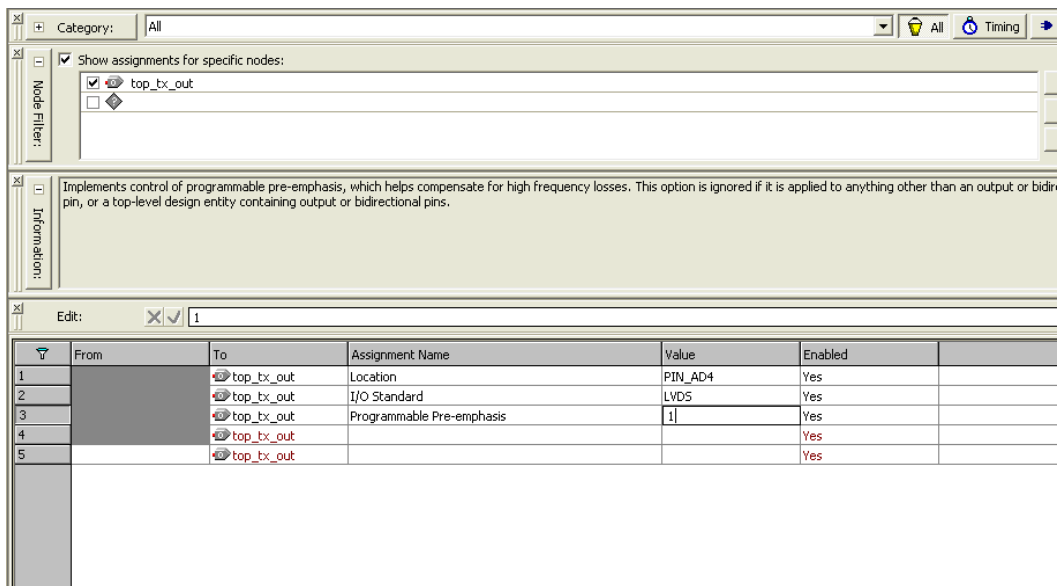 Category: All All Timing
Show assignments for specific nodes:
top_tx_out
Node Filter:
Implements control of programmable pre-emphasis, which helps compensate for high frequency losses. This option is ignored if it is applied to anything other than an output or bidire
pin, or a top-level design entity containing output or bidirectional pins.
Information:
Edit: 1
From To Assignment Name Value Enabled
1 top_tx_out Location PIN_AD4 Yes
2 top_tx_out I/O Standard LVDS Yes
3 top_tx_out Programmable Pre-emphasis 1 Yes
4 top_tx_out Yes
5 top_tx_out Yes